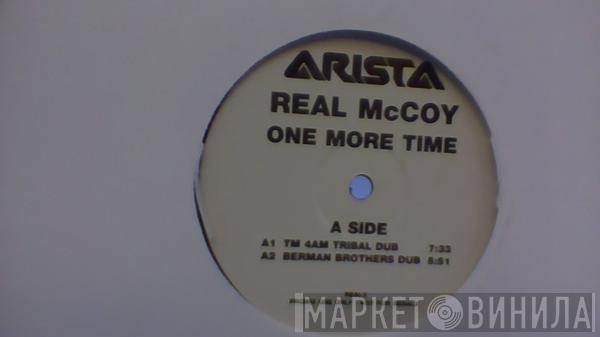 ARISTA
REAL McCOY
ONE MORE TIME
A SIDE
A1 TM 4AM TRIBAL DUB 7:33
A2 BERMAN BROTHERS DUB 5:51
МАРКЕТ ВИНИЛА